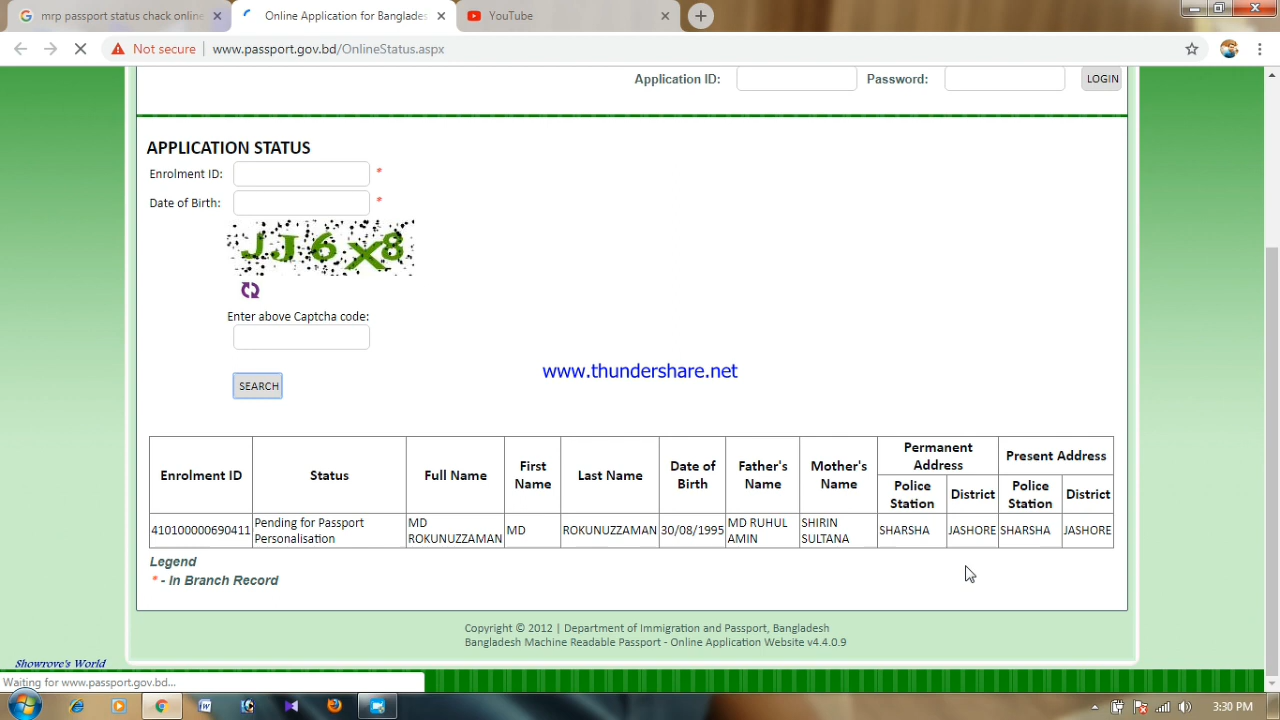 mrp passport status chack online
Online Application for Banglades
YouTube
Not secure
www.passport.gov.bd/OnlineStatus.aspx
Application ID:
Password:
LOGIN
APPLICATION STATUS
Enrolment ID:
*
Date of Birth:
*
JJ6X8
Enter above Captcha code:
www.thundershare.net
SEARCH
Enrolment ID
Status
Full Name
First
Name
Last Name
Date of
Birth
Father's
Name
Mother's
Name
Permanent
Address
Present Address
Police
Station
District
Police
Station
District
410100000690411
Pending for Passport
Personalisation
MD
ROKUNUZZAMAN
MD
ROKUNUZZAMAN
30/08/1995
MD RUHUL
AMIN
SHIRIN
SULTANA
SHARSHA
JASHORE
SHARSHA
JASHORE
Legend
* - In Branch Record
Copyright © 2012 | Department of Immigration and Passport, Bangladesh
Bangladesh Machine Readable Passport - Online Application Website v4.4.0.9
Showrove's World
Waiting for www.passport.gov.bd...
3:30 PM